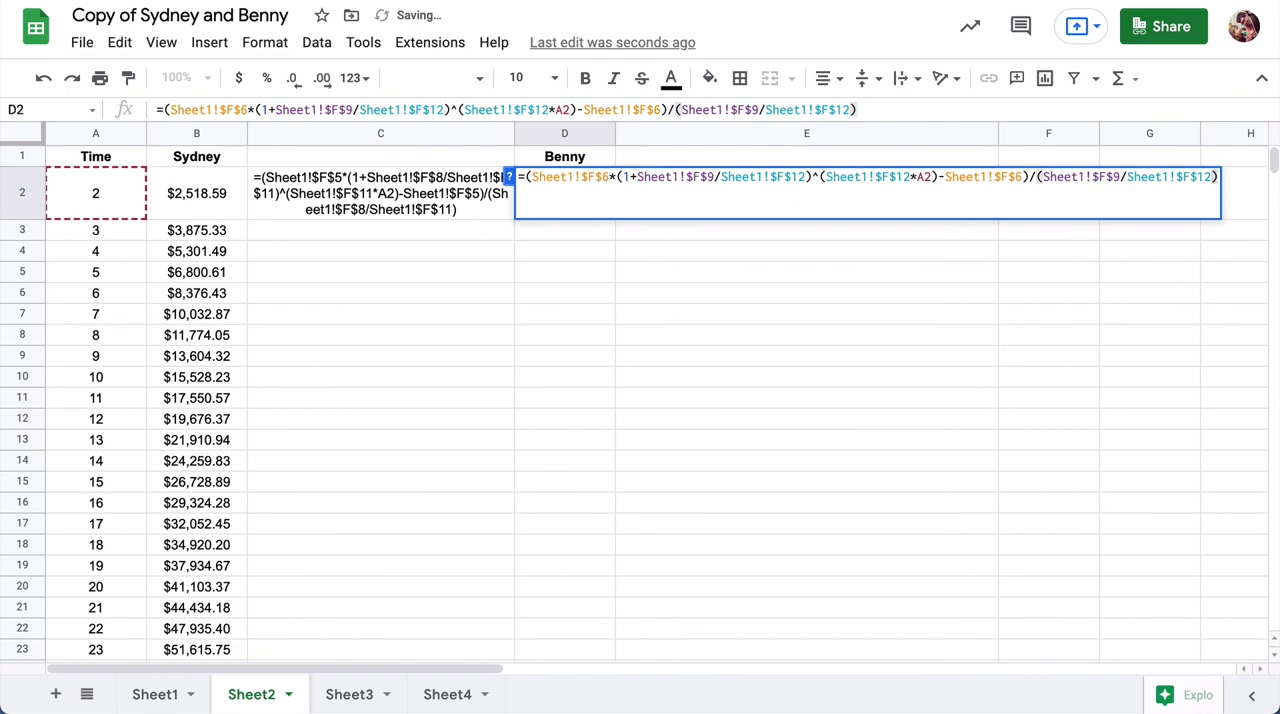 Copy of Sydney and Benny Saving...
File Edit View Insert Format Data Tools Extensions Help Last edit was seconds ago
Share
100% $ % .0 .00 123 10 B I S A
D2 fx =(Sheet1!$F$6*(1+Sheet1!$F$9/Sheet1!$F$12)^(Sheet1!$F$12*A2)-Sheet1!$F$6)/(Sheet1!$F$9/Sheet1!$F$12)
A B C D E F G H
1 Time Sydney Benny
2 2 $2,518.59
=(Sheet1!$F$5*(1+Sheet1!$F$8/Sheet1!$
$11)^(Sheet1!$F$11*A2)-Sheet1!$F$5)/(Sh
eet1!$F$8/Sheet1!$F$11)
? =(Sheet1!$F$6*(1+Sheet1!$F$9/Sheet1!$F$12)^(Sheet1!$F$12*A2)-Sheet1!$F$6)/(Sheet1!$F$9/Sheet1!$F$12)
3 3 $3,875.33
4 4 $5,301.49
5 5 $6,800.61
6 6 $8,376.43
7 7 $10,032.87
8 8 $11,774.05
9 9 $13,604.32
10 10 $15,528.23
11 11 $17,550.57
12 12 $19,676.37
13 13 $21,910.94
14 14 $24,259.83
15 15 $26,728.89
16 16 $29,324.28
17 17 $32,052.45
18 18 $34,920.20
19 19 $37,934.67
20 20 $41,103.37
21 21 $44,434.18
22 22 $47,935.40
23 23 $51,615.75
Sheet1 Sheet2 Sheet3 Sheet4 Explo